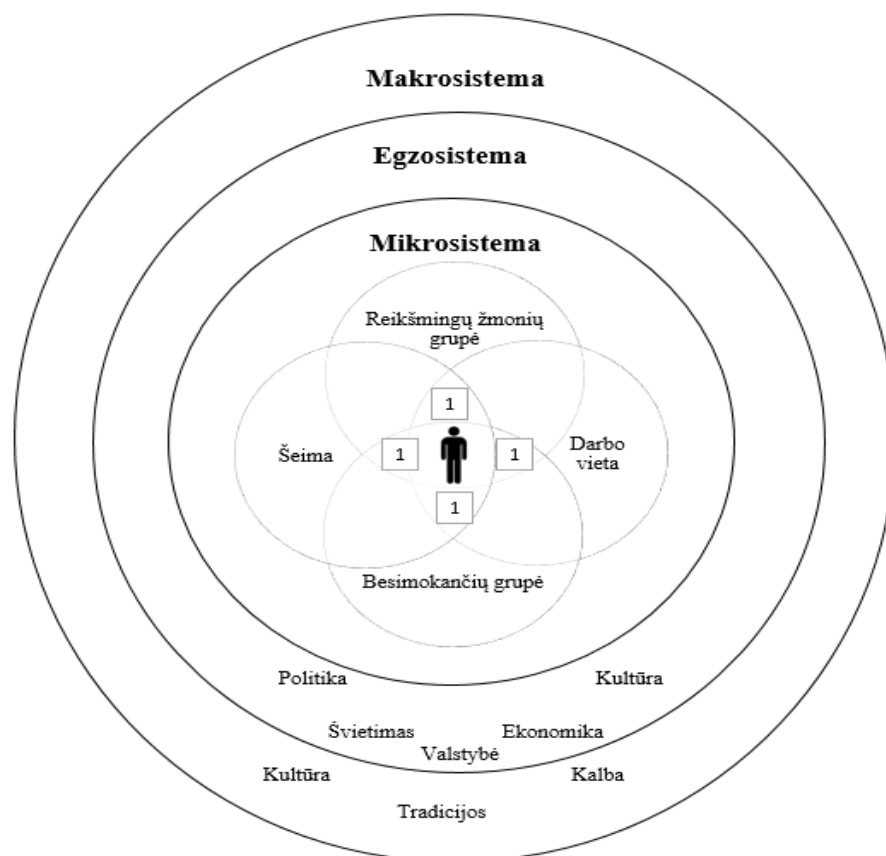 Makrosistema
Egzosistema
Mikrosistema
Reikšmingų žmonių
grupė
1
Šeima
1
1
Darbo
vieta
1
Besimokančių grupė
Politika
Kultūra
Švietimas
Ekonomika
Valstybė
Kultūra
Kalba
Tradicijos